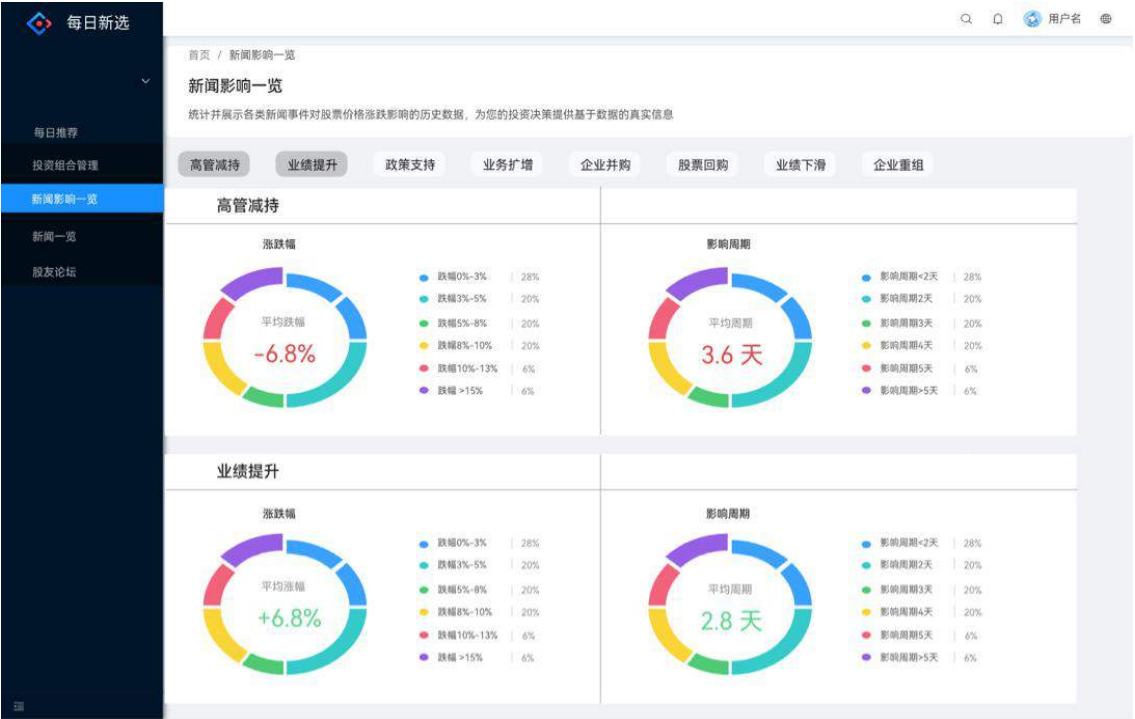 每日新选
用户名
首页 / 新闻影响一览
新闻影响一览
统计并展示各类新闻事件对股票价格涨跌影响的历史数据，为您的投资决策提供基于数据的真实信息
每日推荐
投资组合管理
新闻影响一览
新闻一览
股友论坛
高管减持 业绩提升 政策支持 业务扩增 企业并购 股票回购 业绩下滑 企业重组
高管减持
涨跌幅
平均跌幅
-6.8%
跌幅0%-3% | 28%
跌幅3%-5% | 20%
跌幅5%-8% | 20%
跌幅8%-10% | 20%
跌幅10%-13% | 6%
跌幅 >15% | 6%
影响周期
平均周期
3.6 天
影响周期<2天 | 28%
影响周期2天 | 20%
影响周期3天 | 20%
影响周期4天 | 20%
影响周期5天 | 6%
影响周期>5天 | 6%
业绩提升
涨跌幅
平均涨幅
+6.8%
跌幅0%-3% | 28%
跌幅3%-5% | 20%
跌幅5%-8% | 20%
跌幅8%-10% | 20%
跌幅10%-13% | 6%
跌幅 >15% | 6%
影响周期
平均周期
2.8 天
影响周期<2天 | 28%
影响周期2天 | 20%
影响周期3天 | 20%
影响周期4天 | 20%
影响周期5天 | 6%
影响周期>5天 | 6%